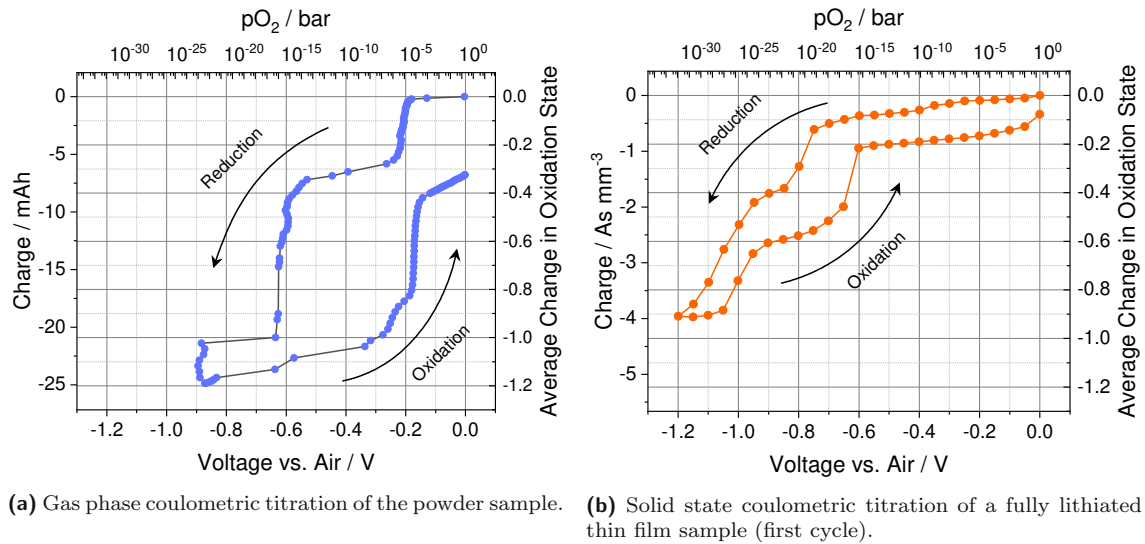 pO2 / bar
10-30 10-25 10-20 10-15 10-10 10-5 100
0
-5
-10
-15
-20
-25
Charge / mAh
Reduction
Oxidation
0.0
-0.2
-0.4
-0.6
-0.8
-1.0
-1.2
Average Change in Oxidation State
-1.2 -1.0 -0.8 -0.6 -0.4 -0.2 0.0
Voltage vs. Air / V
(a) Gas phase coulometric titration of the powder sample.
pO2 / bar
10-30 10-25 10-20 10-15 10-10 10-5 100
0
-1
-2
-3
-4
-5
Charge / As mm-3
Reduction
Oxidation
0.0
-0.2
-0.4
-0.6
-0.8
-1.0
-1.2
Average Change in Oxidation State
-1.2 -1.0 -0.8 -0.6 -0.4 -0.2 0.0
Voltage vs. Air / V
(b) Solid state coulometric titration of a fully lithiated
thin film sample (first cycle).